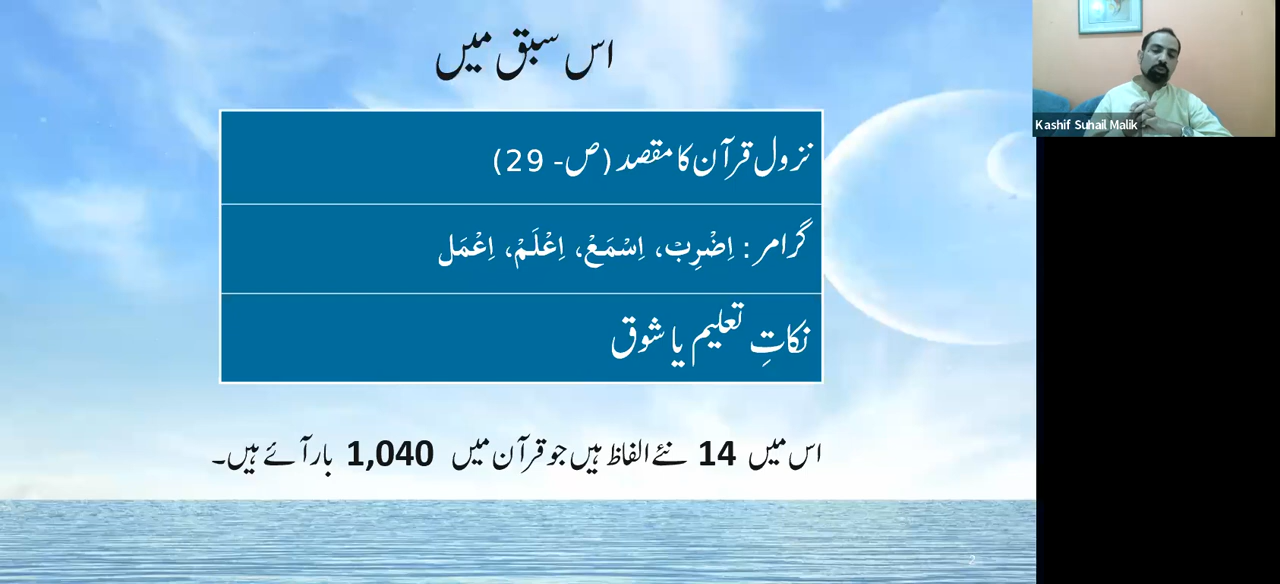 اس سبق میں
نزول قرآن کا مقصد (ص- 29)
گرامر: اِضْرِبْ، اِسْمَعْ، اِعْلَمْ، اِعْمَل
نکاتِ تعلیم یا شوق
اس میں 14 نئے الفاظ ہیں جو قرآن میں 1,040 بار آئے ہیں۔
2
Kashif Suhail Malik